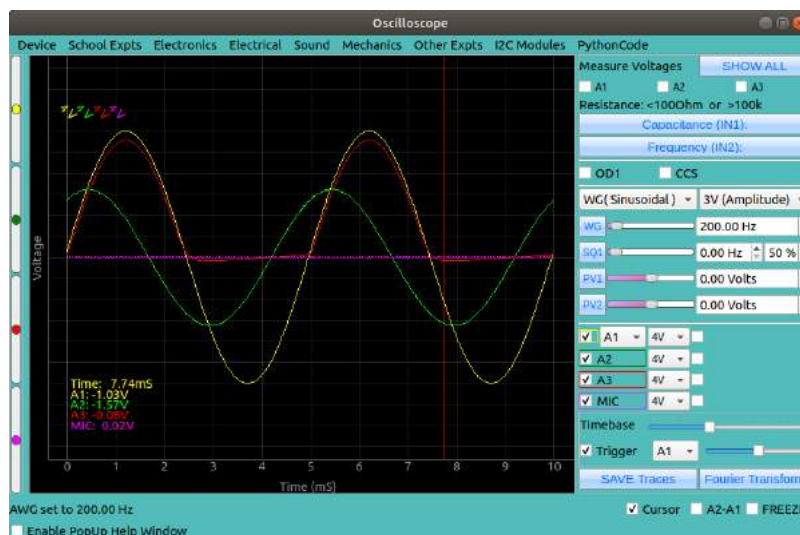 Oscilloscope
Device School Expts Electronics Electrical Sound Mechanics Other Expts I2C Modules PythonCode
Measure Voltages SHOW ALL
A1 A2 A3
Resistance: <100Ohm or >100k
Capacitance (IN1):
Frequency (IN2):
OD1 CCS
WG(Sinusoidal) 3V (Amplitude)
WG 200.00 Hz
SQ1 0.00 Hz 50 %
PV1 0.00 Volts
PV2 0.00 Volts
A1 4V
A2 4V
A3 4V
MIC 4V
Timebase
Trigger A1
SAVE Traces Fourier Transform
Voltage
Time: 7.74mS
A1: -1.03V
A2: -1.57V
A3: -0.08V
MIC: 0.02V
0 1 2 3 4 5 6 7 8 9 10
Time (mS)
AWG set to 200.00 Hz
Cursor A2-A1 FREEZE
Enable PopUp Help Window